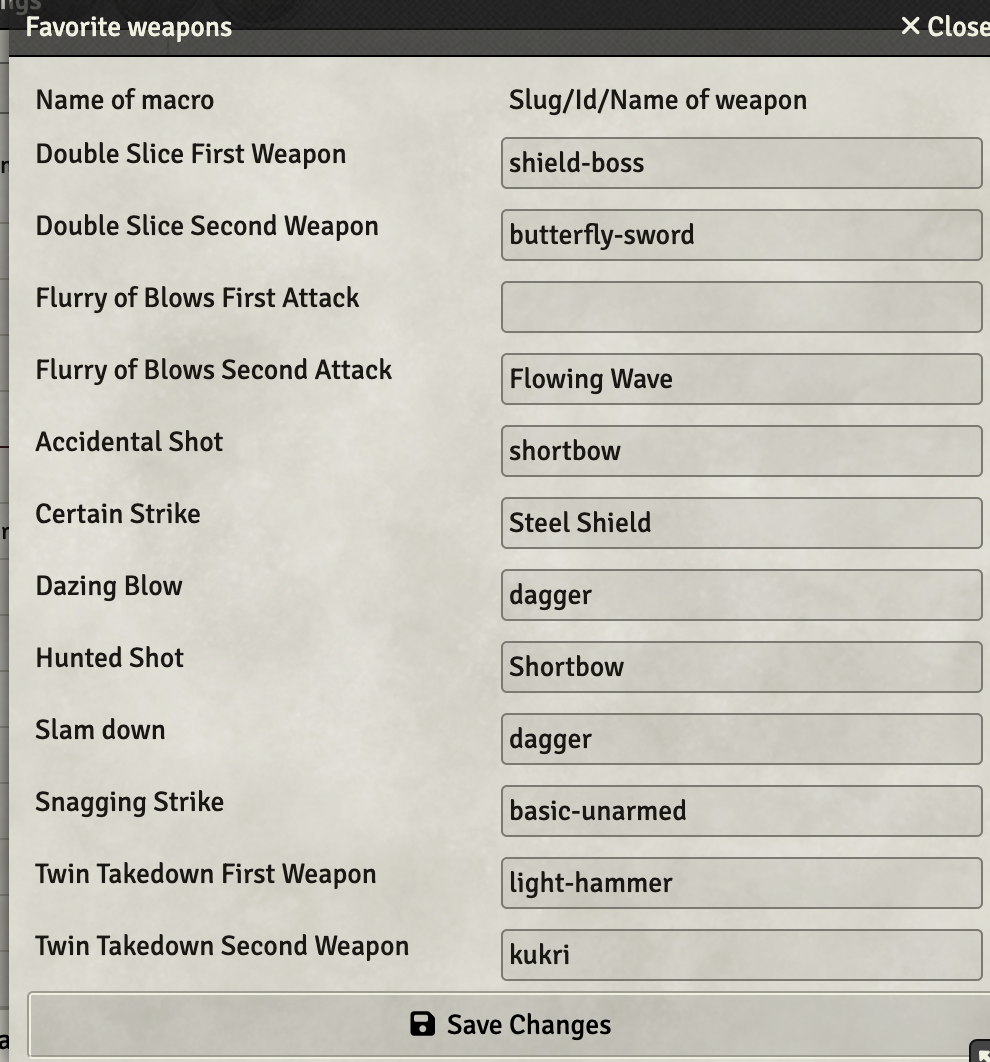 ngs
Favorite weapons
✕ Close
Name of macro
Slug/Id/Name of weapon
Double Slice First Weapon
shield-boss
Double Slice Second Weapon
butterfly-sword
Flurry of Blows First Attack
Flurry of Blows Second Attack
Flowing Wave
Accidental Shot
shortbow
Certain Strike
Steel Shield
Dazing Blow
dagger
Hunted Shot
Shortbow
Slam down
dagger
Snagging Strike
basic-unarmed
Twin Takedown First Weapon
light-hammer
Twin Takedown Second Weapon
kukri
Save Changes